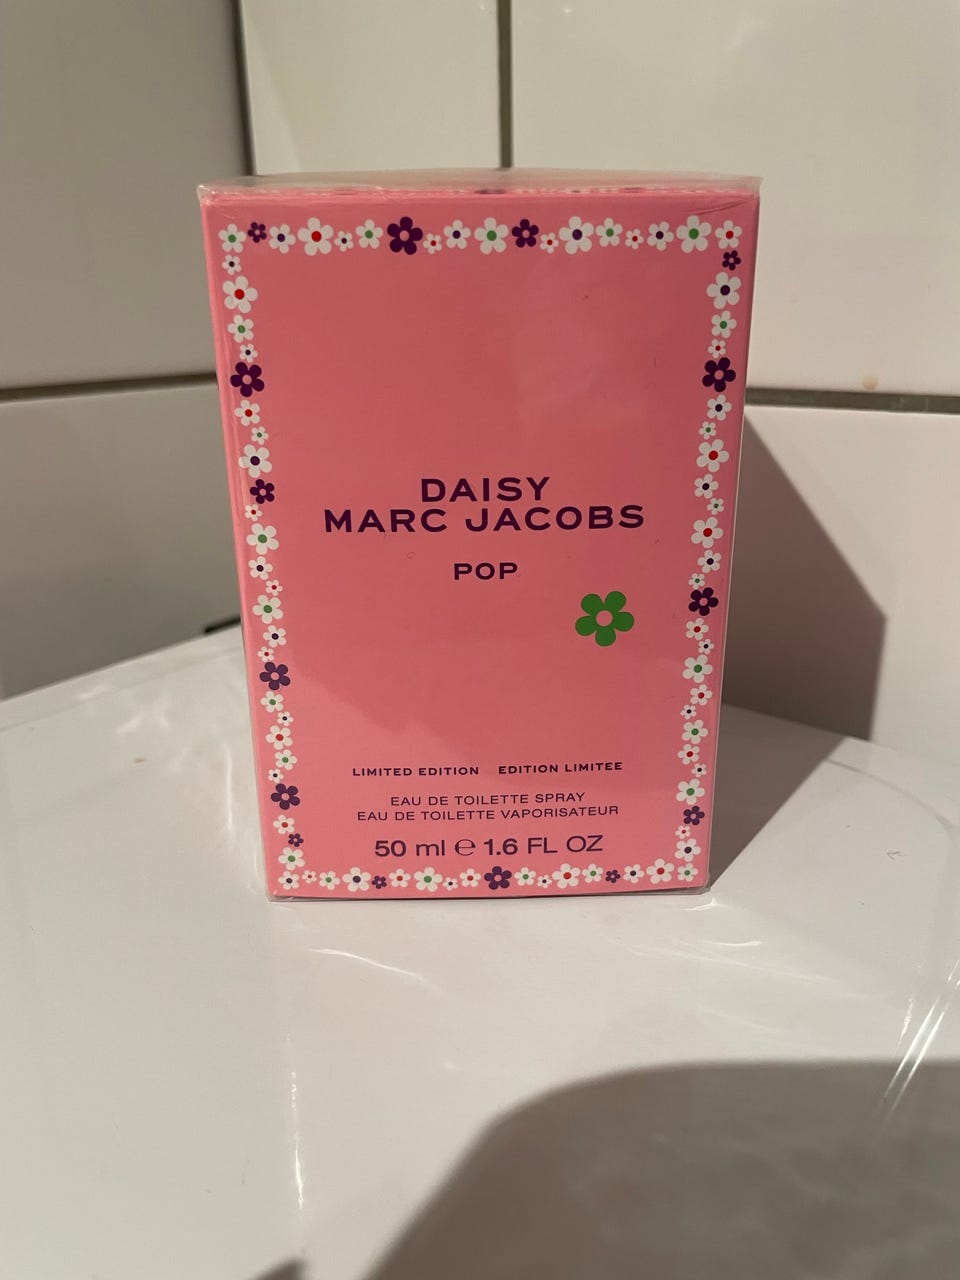 DAISY
MARC JACOBS
POP
LIMITED EDITION EDITION LIMITEE
EAU DE TOILETTE SPRAY
EAU DE TOILETTE VAPORISATEUR
50 ml ℮ 1.6 FL OZ